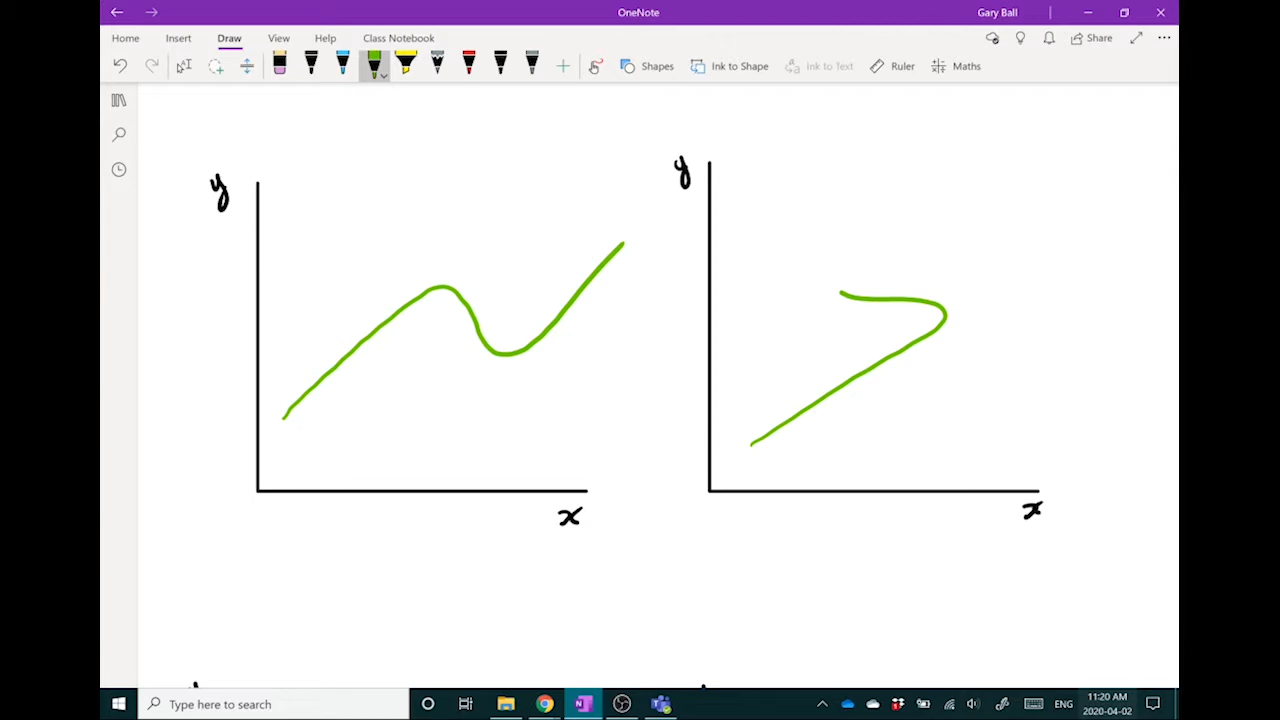 OneNote
Gary Ball
Home Insert Draw View Help Class Notebook
Share
Shapes Ink to Shape Ink to Text Ruler Maths
y
y
x
x
Type here to search
ENG
11:20 AM
2020-04-02